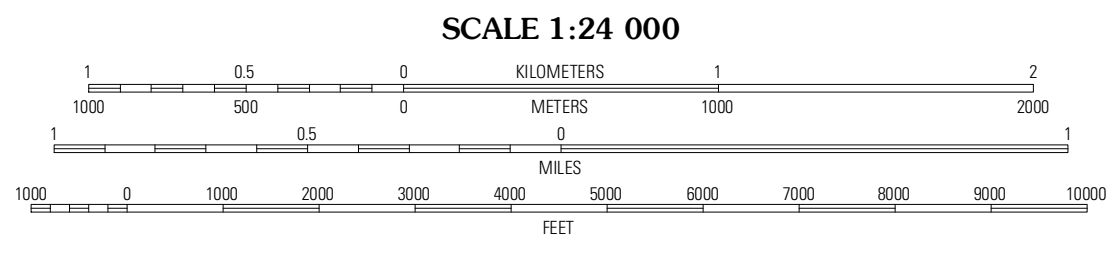 SCALE 1:24 000
1 0.5 0 KILOMETERS 1 2
1000 500 0 METERS 1000 2000
1 0.5 0 1
MILES
1000 0 1000 2000 3000 4000 5000 6000 7000 8000 9000 10000
FEET